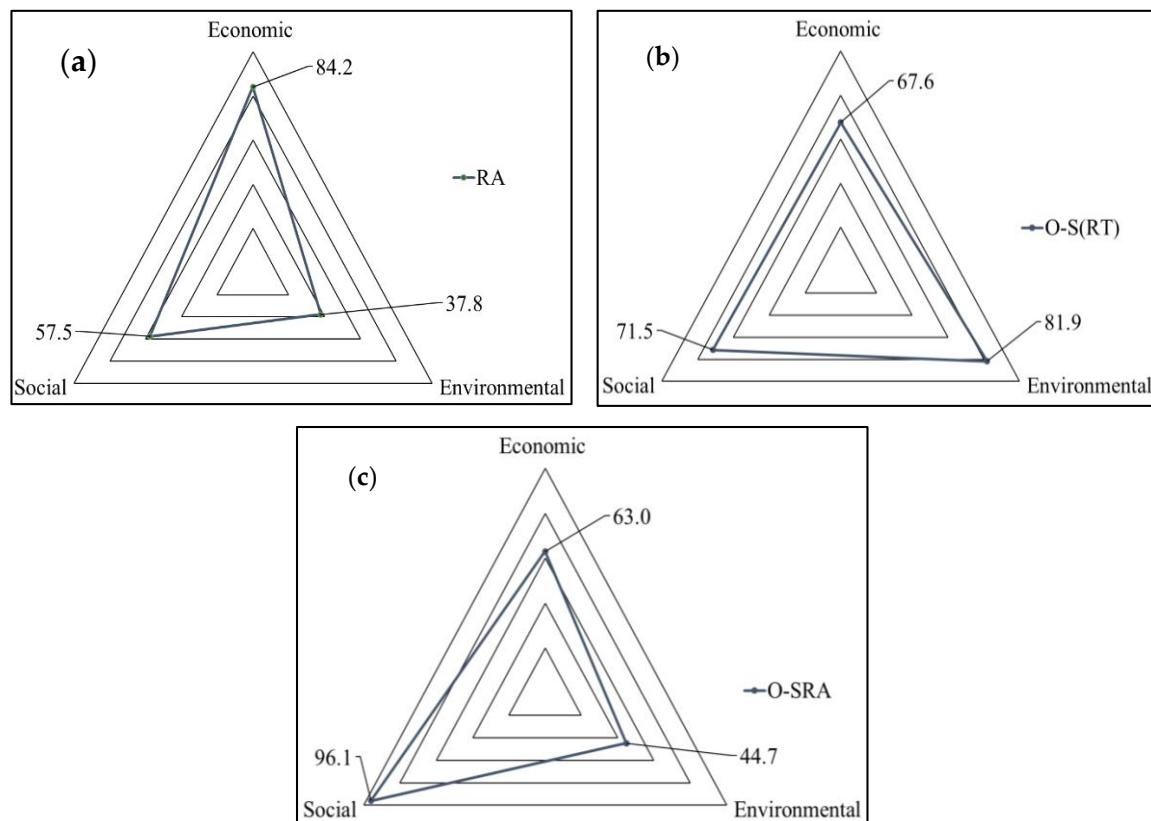 (a)
Economic
84.2
RA
57.5
37.8
Social
Environmental
(b)
Economic
67.6
O-S(RT)
71.5
81.9
Social
Environmental
(c)
Economic
63.0
O-SRA
96.1
44.7
Social
Environmental